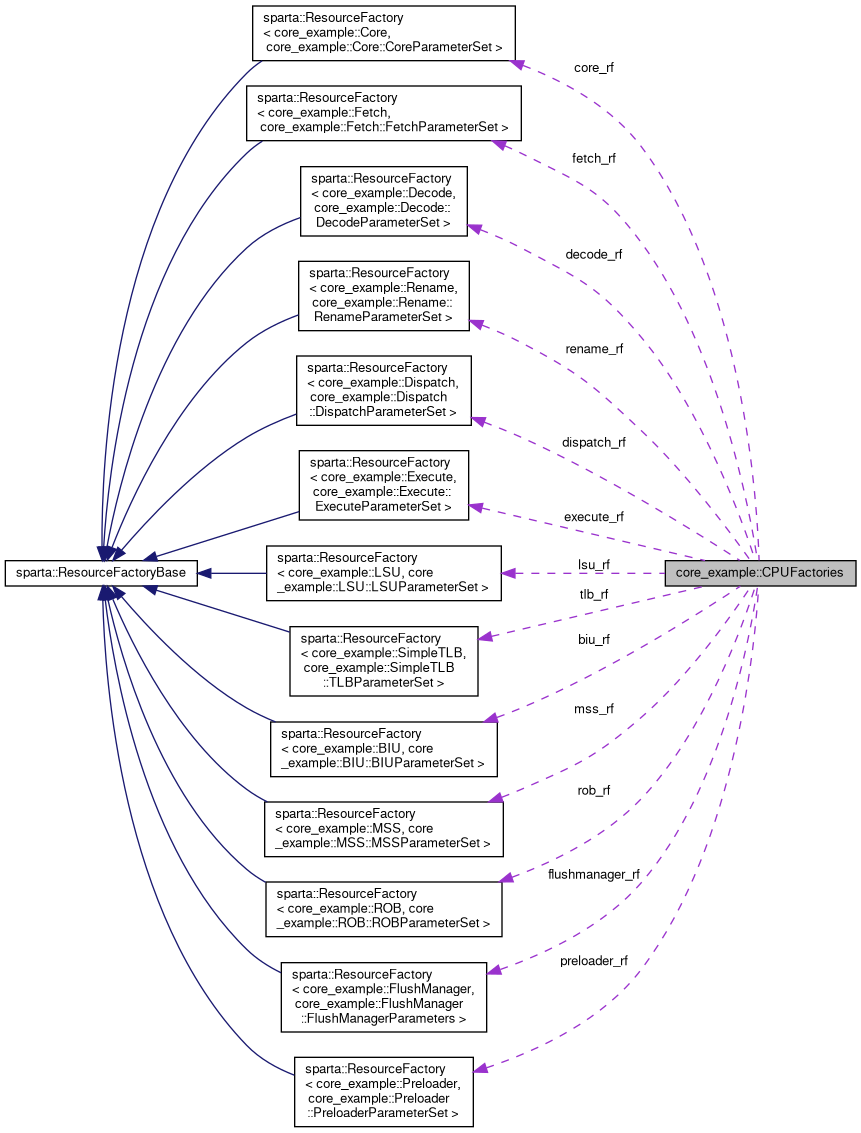 sparta::ResourceFactory
< core_example::Core,
core_example::Core::CoreParameterSet >
core_rf
sparta::ResourceFactory
< core_example::Fetch,
core_example::Fetch::FetchParameterSet >
fetch_rf
sparta::ResourceFactory
< core_example::Decode,
core_example::Decode::
DecodeParameterSet >
decode_rf
sparta::ResourceFactory
< core_example::Rename,
core_example::Rename::
RenameParameterSet >
rename_rf
sparta::ResourceFactory
< core_example::Dispatch,
core_example::Dispatch
::DispatchParameterSet >
dispatch_rf
sparta::ResourceFactory
< core_example::Execute,
core_example::Execute::
ExecuteParameterSet >
execute_rf
sparta::ResourceFactoryBase
sparta::ResourceFactory
< core_example::LSU, core
_example::LSU::LSUParameterSet >
lsu_rf
core_example::CPUFactories
tlb_rf
sparta::ResourceFactory
< core_example::SimpleTLB,
core_example::SimpleTLB
::TLBParameterSet >
biu_rf
sparta::ResourceFactory
< core_example::BIU, core
_example::BIU::BIUParameterSet >
mss_rf
sparta::ResourceFactory
< core_example::MSS, core
_example::MSS::MSSParameterSet >
rob_rf
sparta::ResourceFactory
< core_example::ROB, core
_example::ROB::ROBParameterSet >
flushmanager_rf
sparta::ResourceFactory
< core_example::FlushManager,
core_example::FlushManager
::FlushManagerParameters >
preloader_rf
sparta::ResourceFactory
< core_example::Preloader,
core_example::Preloader
::PreloaderParameterSet >